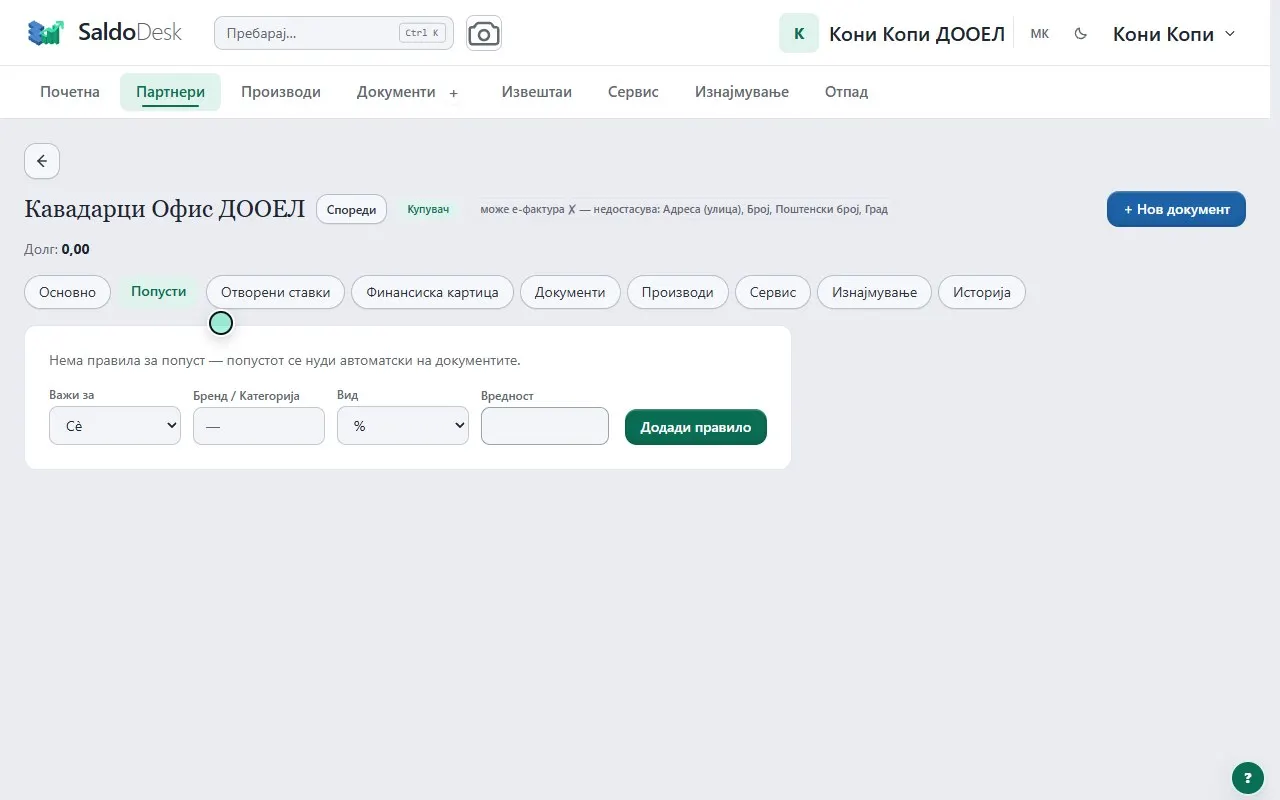 SaldoDesk
Пребарај...
Ctrl K
К
Кони Копи ДООЕЛ
МК
Кони Копи
Почетна
Партнери
Производи
Документи +
Извештаи
Сервис
Изнајмување
Отпад
Кавадарци Офис ДООЕЛ
Спореди
Купувач
може е-фактура ✗ — недостасува: Адреса (улица), Број, Поштенски број, Град
+ Нов документ
Долг: 0,00
Основно
Попусти
Отворени ставки
Финансиска картица
Документи
Производи
Сервис
Изнајмување
Историја
Нема правила за попуст — попустот се нуди автоматски на документите.
Важи за
Бренд / Категорија
Вид
Вредност
Сѐ
—
%
Додади правило
?